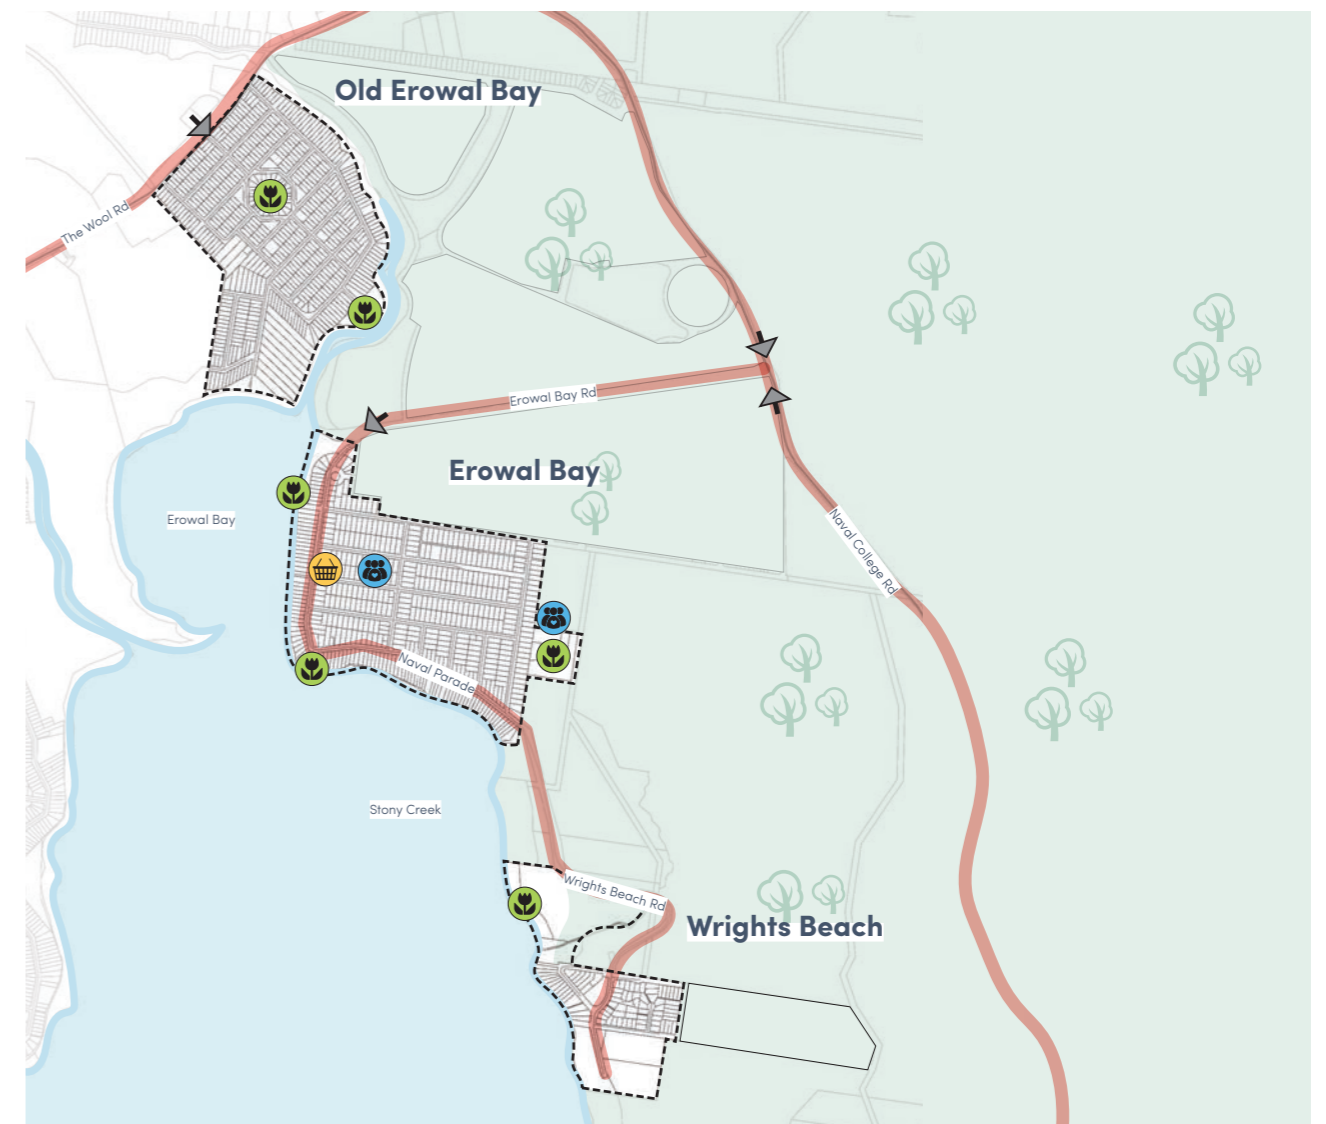 Old Erowal Bay
The Wool Rd
Erowal Bay Rd
Erowal Bay
Erowal Bay
Naval College Rd
Naval Parade
Stony Creek
Wrights Beach Rd
Wrights Beach